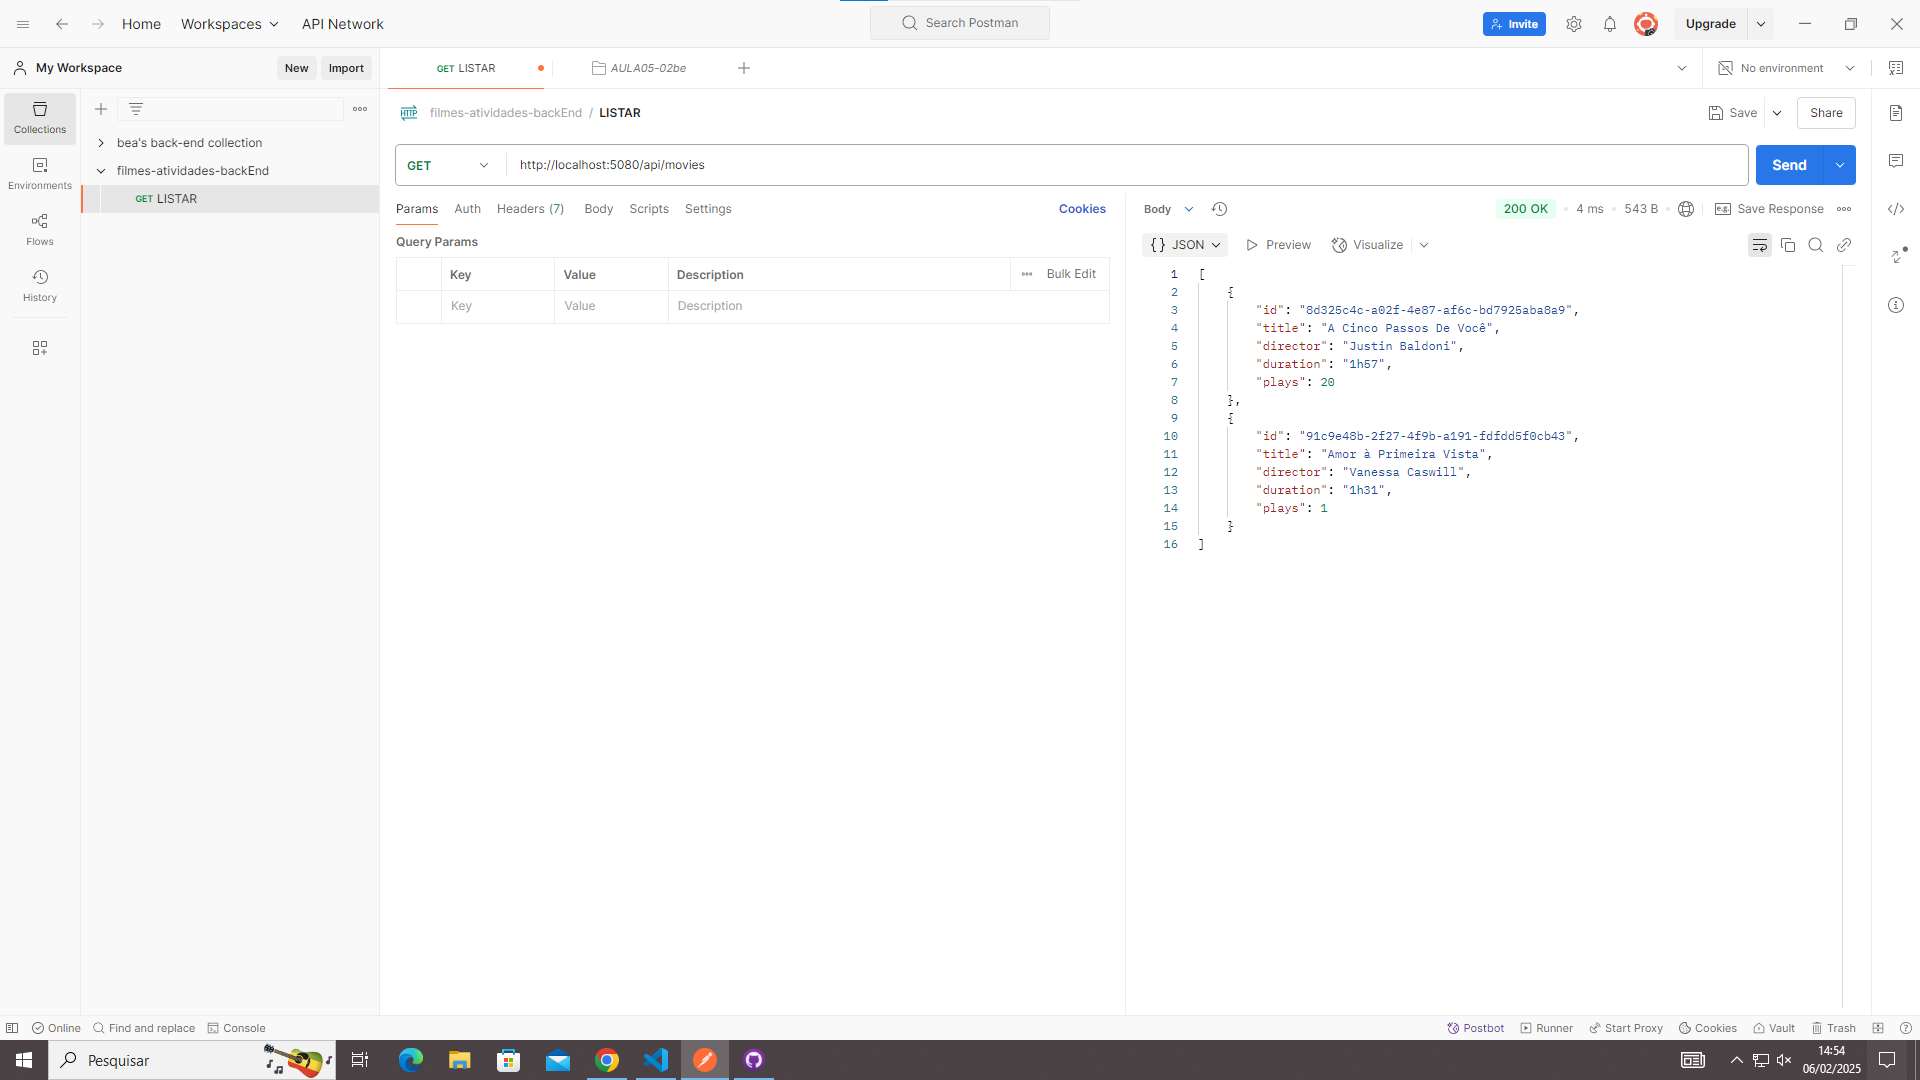 Home
Workspaces
API Network
Search Postman
Invite
Upgrade
My Workspace
New
Import
GET LISTAR
AULA05-02be
No environment
Collections
Environments
Flows
History
bea's back-end collection
filmes-atividades-backEnd
GET LISTAR
HTTP filmes-atividades-backEnd / LISTAR
Save
Share
GET
http://localhost:5080/api/movies
Send
Params Auth Headers (7) Body Scripts Settings
Cookies
Query Params
Key Value Description Bulk Edit
Key Value Description
Body
200 OK 4 ms 543 B
e.g. Save Response
{} JSON
Preview
Visualize
1 [
2 {
3 "id": "8d325c4c-a02f-4e87-af6c-bd7925aba8a9",
4 "title": "A Cinco Passos De Você",
5 "director": "Justin Baldoni",
6 "duration": "1h57",
7 "plays": 20
8 },
9 {
10 "id": "91c9e48b-2f27-4f9b-a191-fdfdd5f0cb43",
11 "title": "Amor à Primeira Vista",
12 "director": "Vanessa Caswill",
13 "duration": "1h31",
14 "plays": 1
15 }
16 ]
Online
Find and replace
Console
Postbot
Runner
Start Proxy
Cookies
Vault
Trash
Pesquisar
14:54
06/02/2025